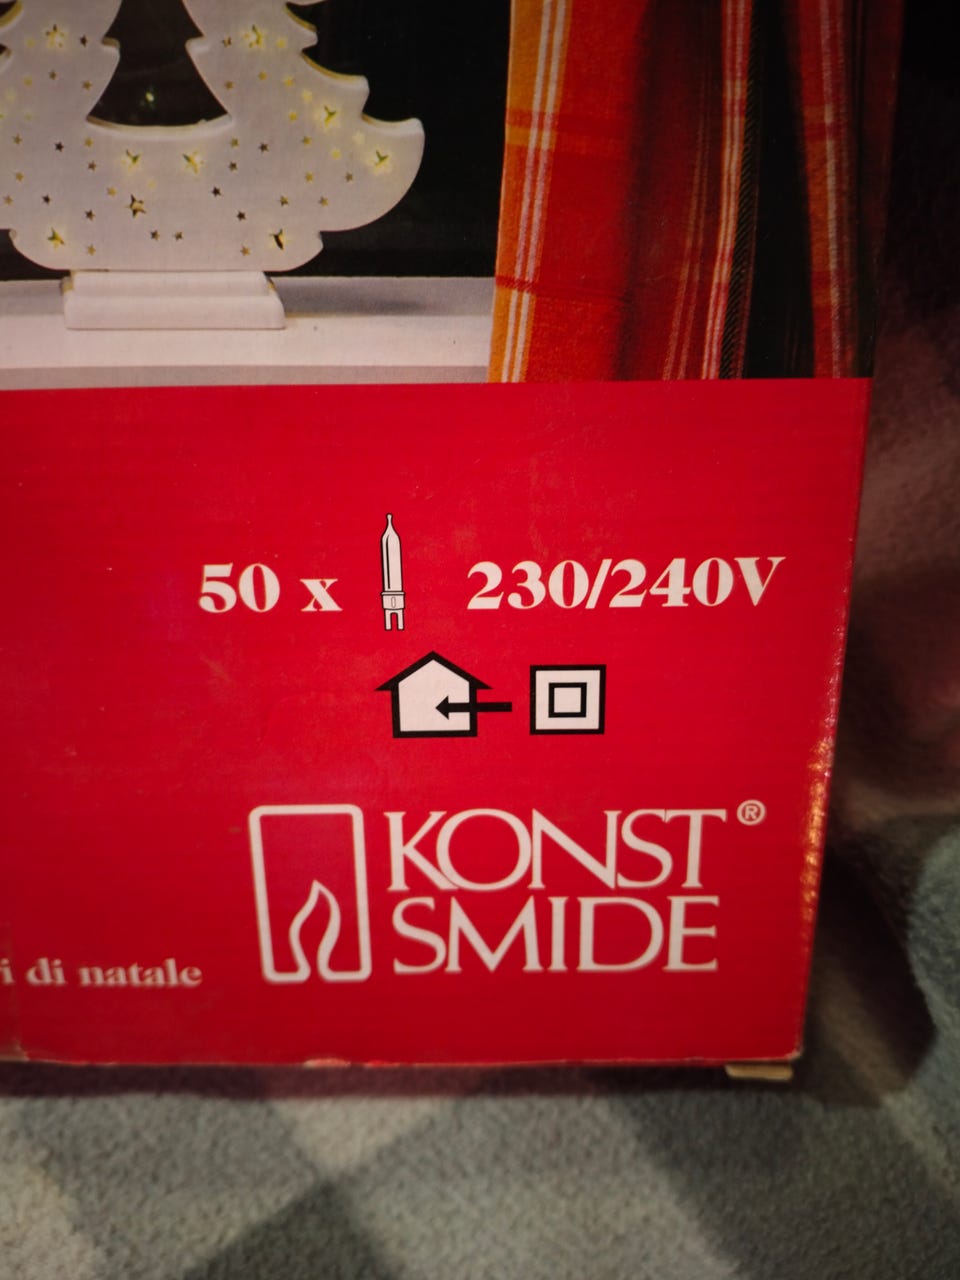 50 x 230/240V
KONST®
SMIDE
di natale